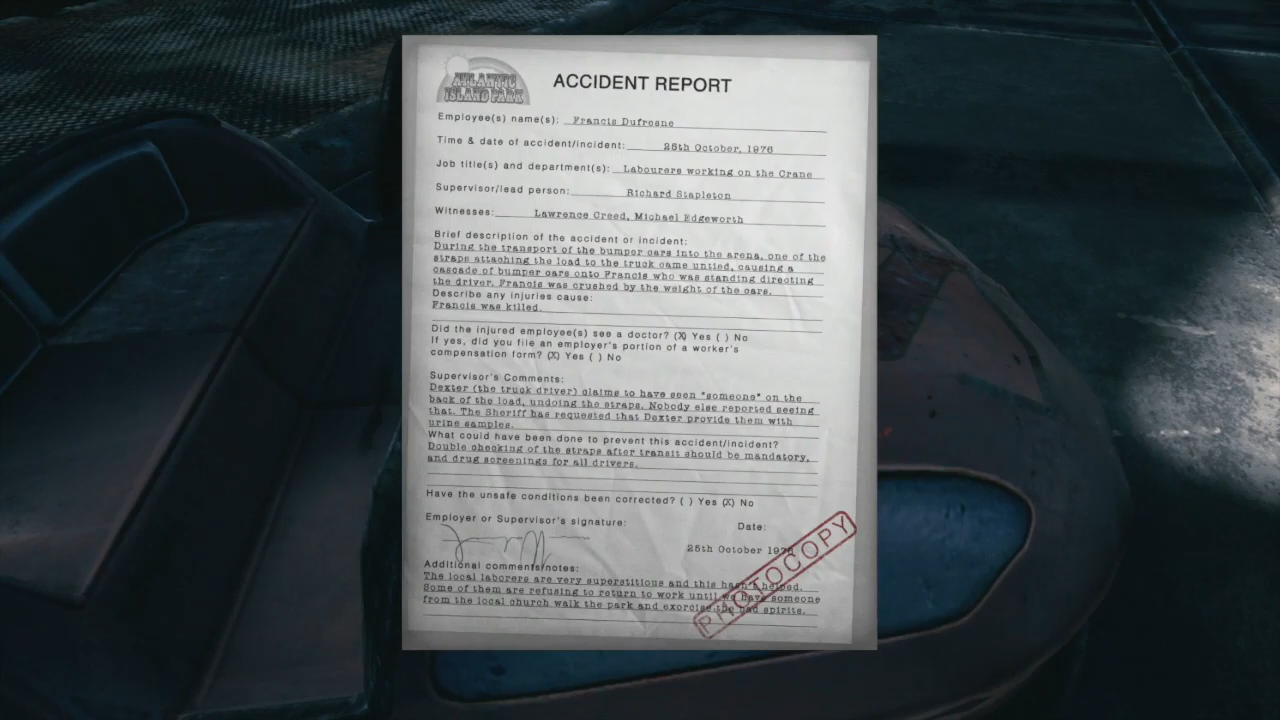 ATLANTIC
ISLAND PARK
ACCIDENT REPORT
Employee(s) name(s): Francis Dufresne
Time & date of accident/incident: 25th October, 1976
Job title(s) and department(s): Labourers working on the Crane
Supervisor/lead person: Richard Stapleton
Witnesses: Lawrence Creed, Michael Edgeworth
Brief description of the accident or incident:
During the transport of the bumper cars into the arena, one of the
straps attaching the load to the truck came untied, causing a
cascade of bumper cars onto Francis who was standing directing
the driver. Francis was crushed by the weight of the cars.
Describe any injuries cause:
Francis was killed.
Did the injured employee(s) see a doctor? (X) Yes ( ) No
If yes, did you file an employer's portion of a worker's
compensation form? (X) Yes ( ) No
Supervisor's Comments:
Dexter (the truck driver) claims to have seen "someone" on the
back of the load, undoing the straps. Nobody else reported seeing
that. The Sheriff has requested that Dexter provide them with
urine samples.
What could have been done to prevent this accident/incident?
Double checking of the straps after transit should be mandatory,
and drug screenings for all drivers.
Have the unsafe conditions been corrected? ( ) Yes (X) No
Employer or Supervisor's signature:
Date:
25th October 1976
Additional comments/notes:
The local laborers are very superstitious and this hasn't helped.
Some of them are refusing to return to work until we have someone
from the local church walk the park and exorcise the bad spirits.
PHOTOCOPY